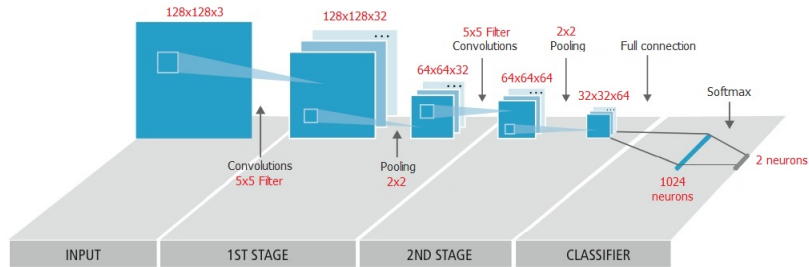 128x128x3
128x128x32
5x5 Filter
Convolutions
2x2
Pooling
Full connection
64x64x32
64x64x64
32x32x64
Softmax
Convolutions
5x5 Filter
Pooling
2x2
2 neurons
1024
neurons
INPUT
1ST STAGE
2ND STAGE
CLASSIFIER